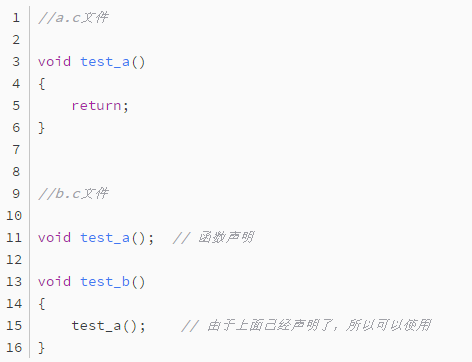 1 //a.c文件
2
3 void test_a()
4 {
5     return;
6 }
7
8
9 //b.c文件
10
11 void test_a();  // 函数声明
12
13 void test_b()
14 {
15     test_a();    // 由于上面已经声明了，所以可以使用
16 }